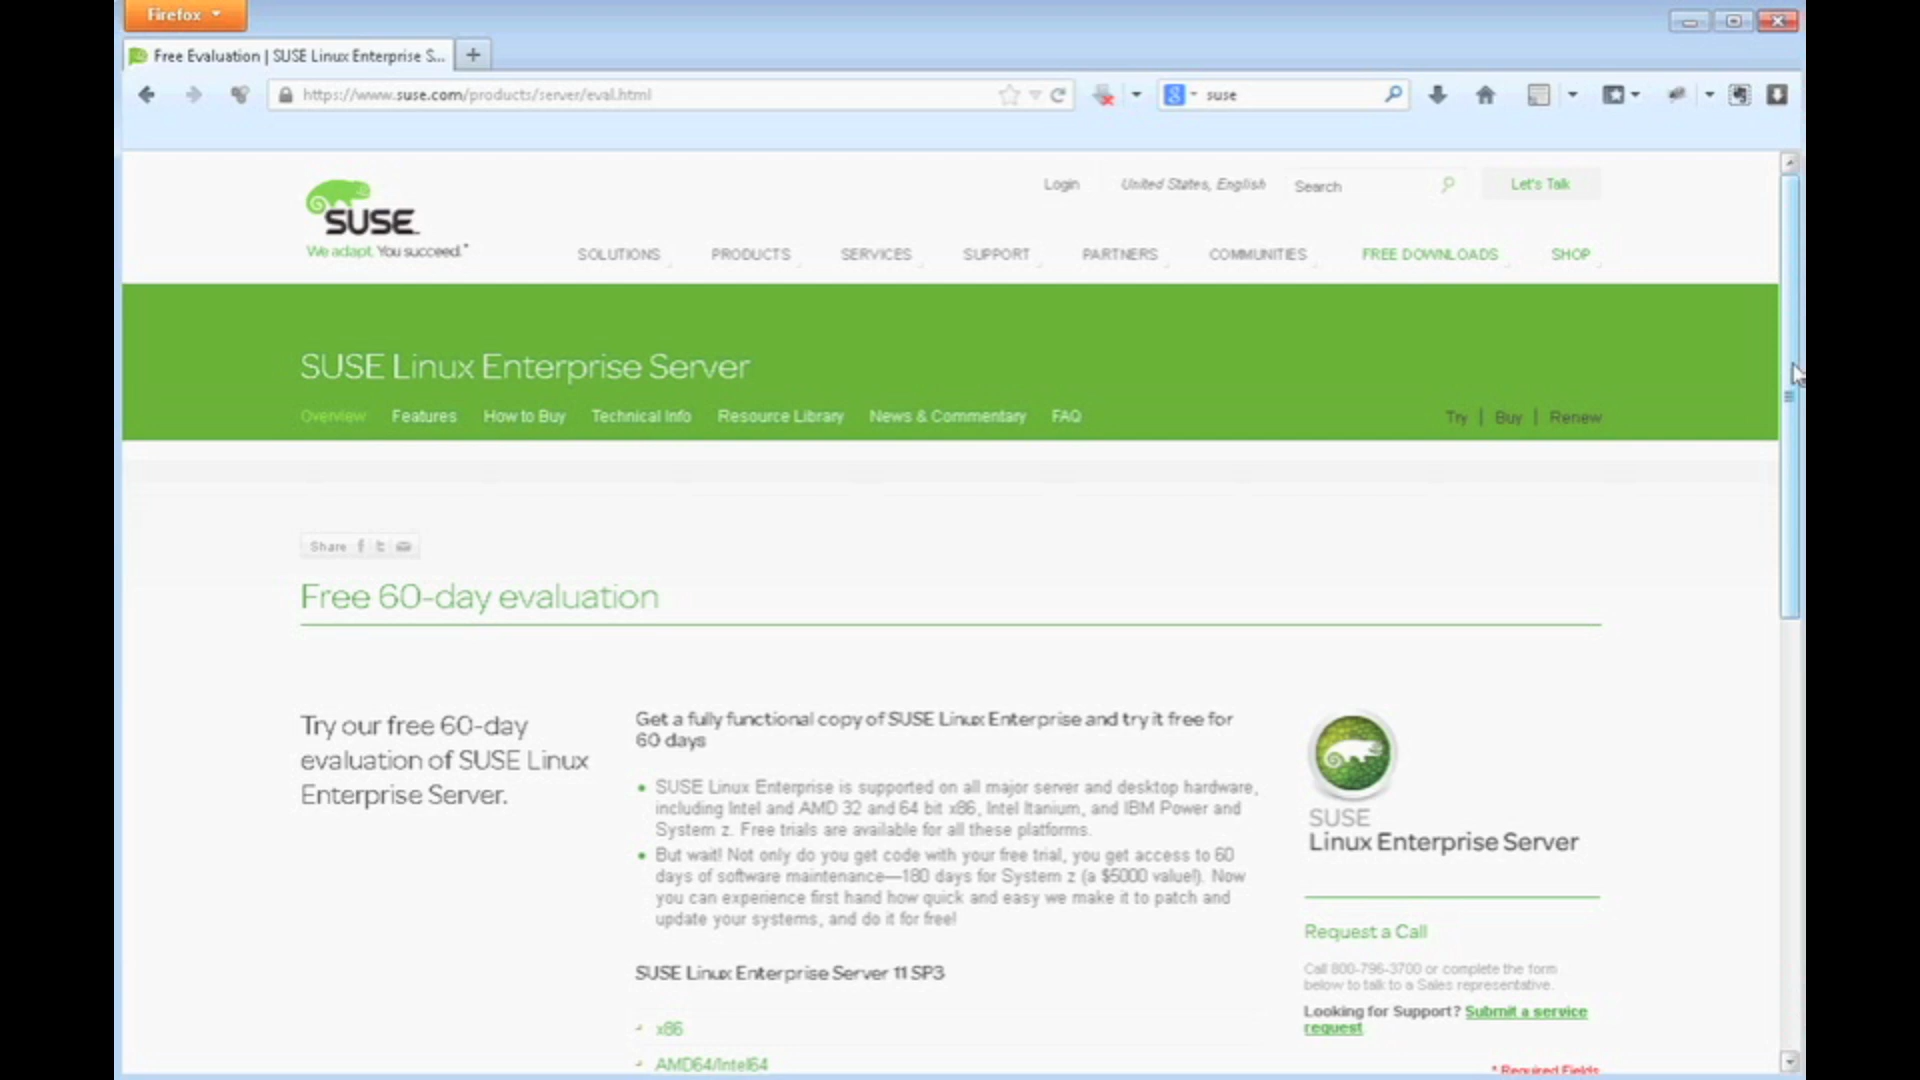 Firefox
Free Evaluation | SUSE Linux Enterprise S...
https://www.suse.com/products/server/eval.html
suse
Login
United States, English
Search
Let's Talk
SUSE
We adapt. You succeed.
SOLUTIONS
PRODUCTS
SERVICES
SUPPORT
PARTNERS
COMMUNITIES
FREE DOWNLOADS
SHOP
SUSE Linux Enterprise Server
Overview
Features
How to Buy
Technical Info
Resource Library
News & Commentary
FAQ
Try | Buy | Renew
Share
Free 60-day evaluation
Try our free 60-day
evaluation of SUSE Linux
Enterprise Server.
Get a fully functional copy of SUSE Linux Enterprise and try it free for
60 days
SUSE Linux Enterprise is supported on all major server and desktop hardware,
including Intel and AMD 32 and 64 bit x86, Intel Itanium, and IBM Power and
System z. Free trials are available for all these platforms.
But wait! Not only do you get code with your free trial, you get access to 60
days of software maintenance—180 days for System z (a $5000 value!). Now
you can experience first hand how quick and easy we make it to patch and
update your systems, and do it for free!
SUSE Linux Enterprise Server 11 SP3
x86
AMD64/Intel64
SUSE
Linux Enterprise Server
Request a Call
Call 800-796-3700 or complete the form
below to talk to a Sales representative.
Looking for Support? Submit a service
request
* Required Fields